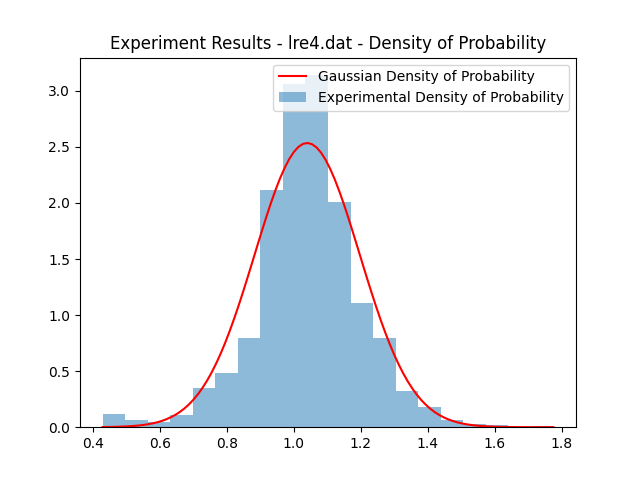 Experiment Results - lre4.dat - Density of Probability
Gaussian Density of Probability
Experimental Density of Probability
3.0
2.5
2.0
1.5
1.0
0.5
0.0
0.4 0.6 0.8 1.0 1.2 1.4 1.6 1.8